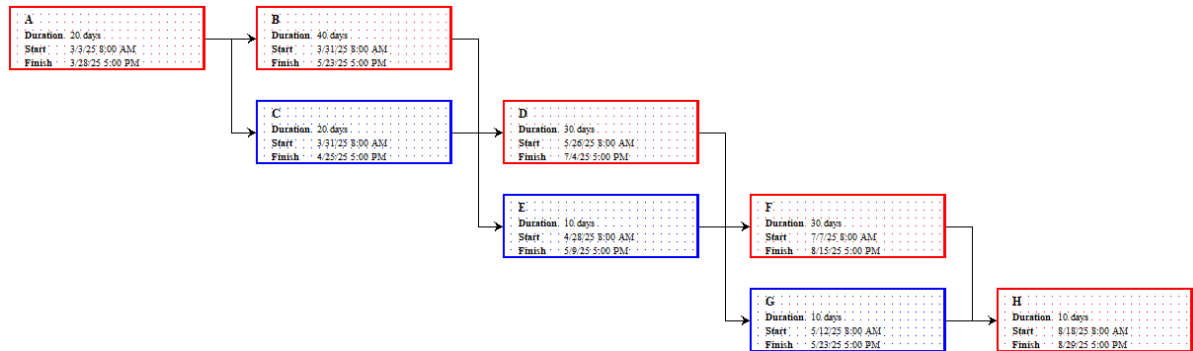 A
Duration 20 days
Start 3/3/25 8:00 AM
Finish 3/28/25 5:00 PM
B
Duration 40 days
Start 3/31/25 8:00 AM
Finish 5/23/25 5:00 PM
C
Duration 20 days
Start 3/31/25 8:00 AM
Finish 4/25/25 5:00 PM
D
Duration 30 days
Start 5/26/25 8:00 AM
Finish 7/4/25 5:00 PM
E
Duration 10 days
Start 4/28/25 8:00 AM
Finish 5/9/25 5:00 PM
F
Duration 30 days
Start 7/7/25 8:00 AM
Finish 8/15/25 5:00 PM
G
Duration 10 days
Start 5/12/25 8:00 AM
Finish 5/23/25 5:00 PM
H
Duration 10 days
Start 8/18/25 8:00 AM
Finish 8/29/25 5:00 PM